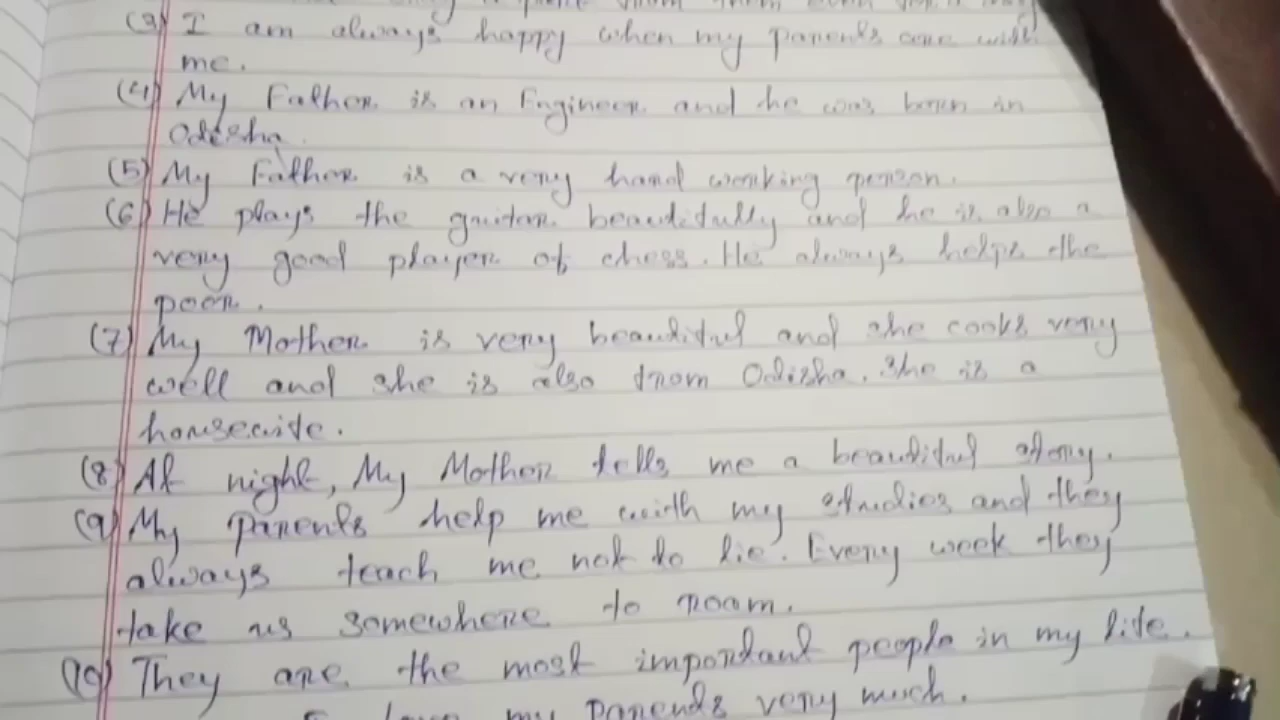 (3) I am always happy when my parents are with
me.
(4) My Father is an Engineer and he was born in
Odisha.
(5) My Father is a very hard working person.
(6) He plays the guitar beautifully and he is also a
very good player of chess. He always helps the
poor.
(7) My Mother is very beautiful and she cooks very
well and she is also from Odisha. She is a
housewife.
(8) At night, My Mother tells me a beautiful story.
(9) My parents help me with my studies and they
always teach me not to lie. Every week they
take us somewhere to roam.
(10) They are the most important people in my life.
I love my parents very much.